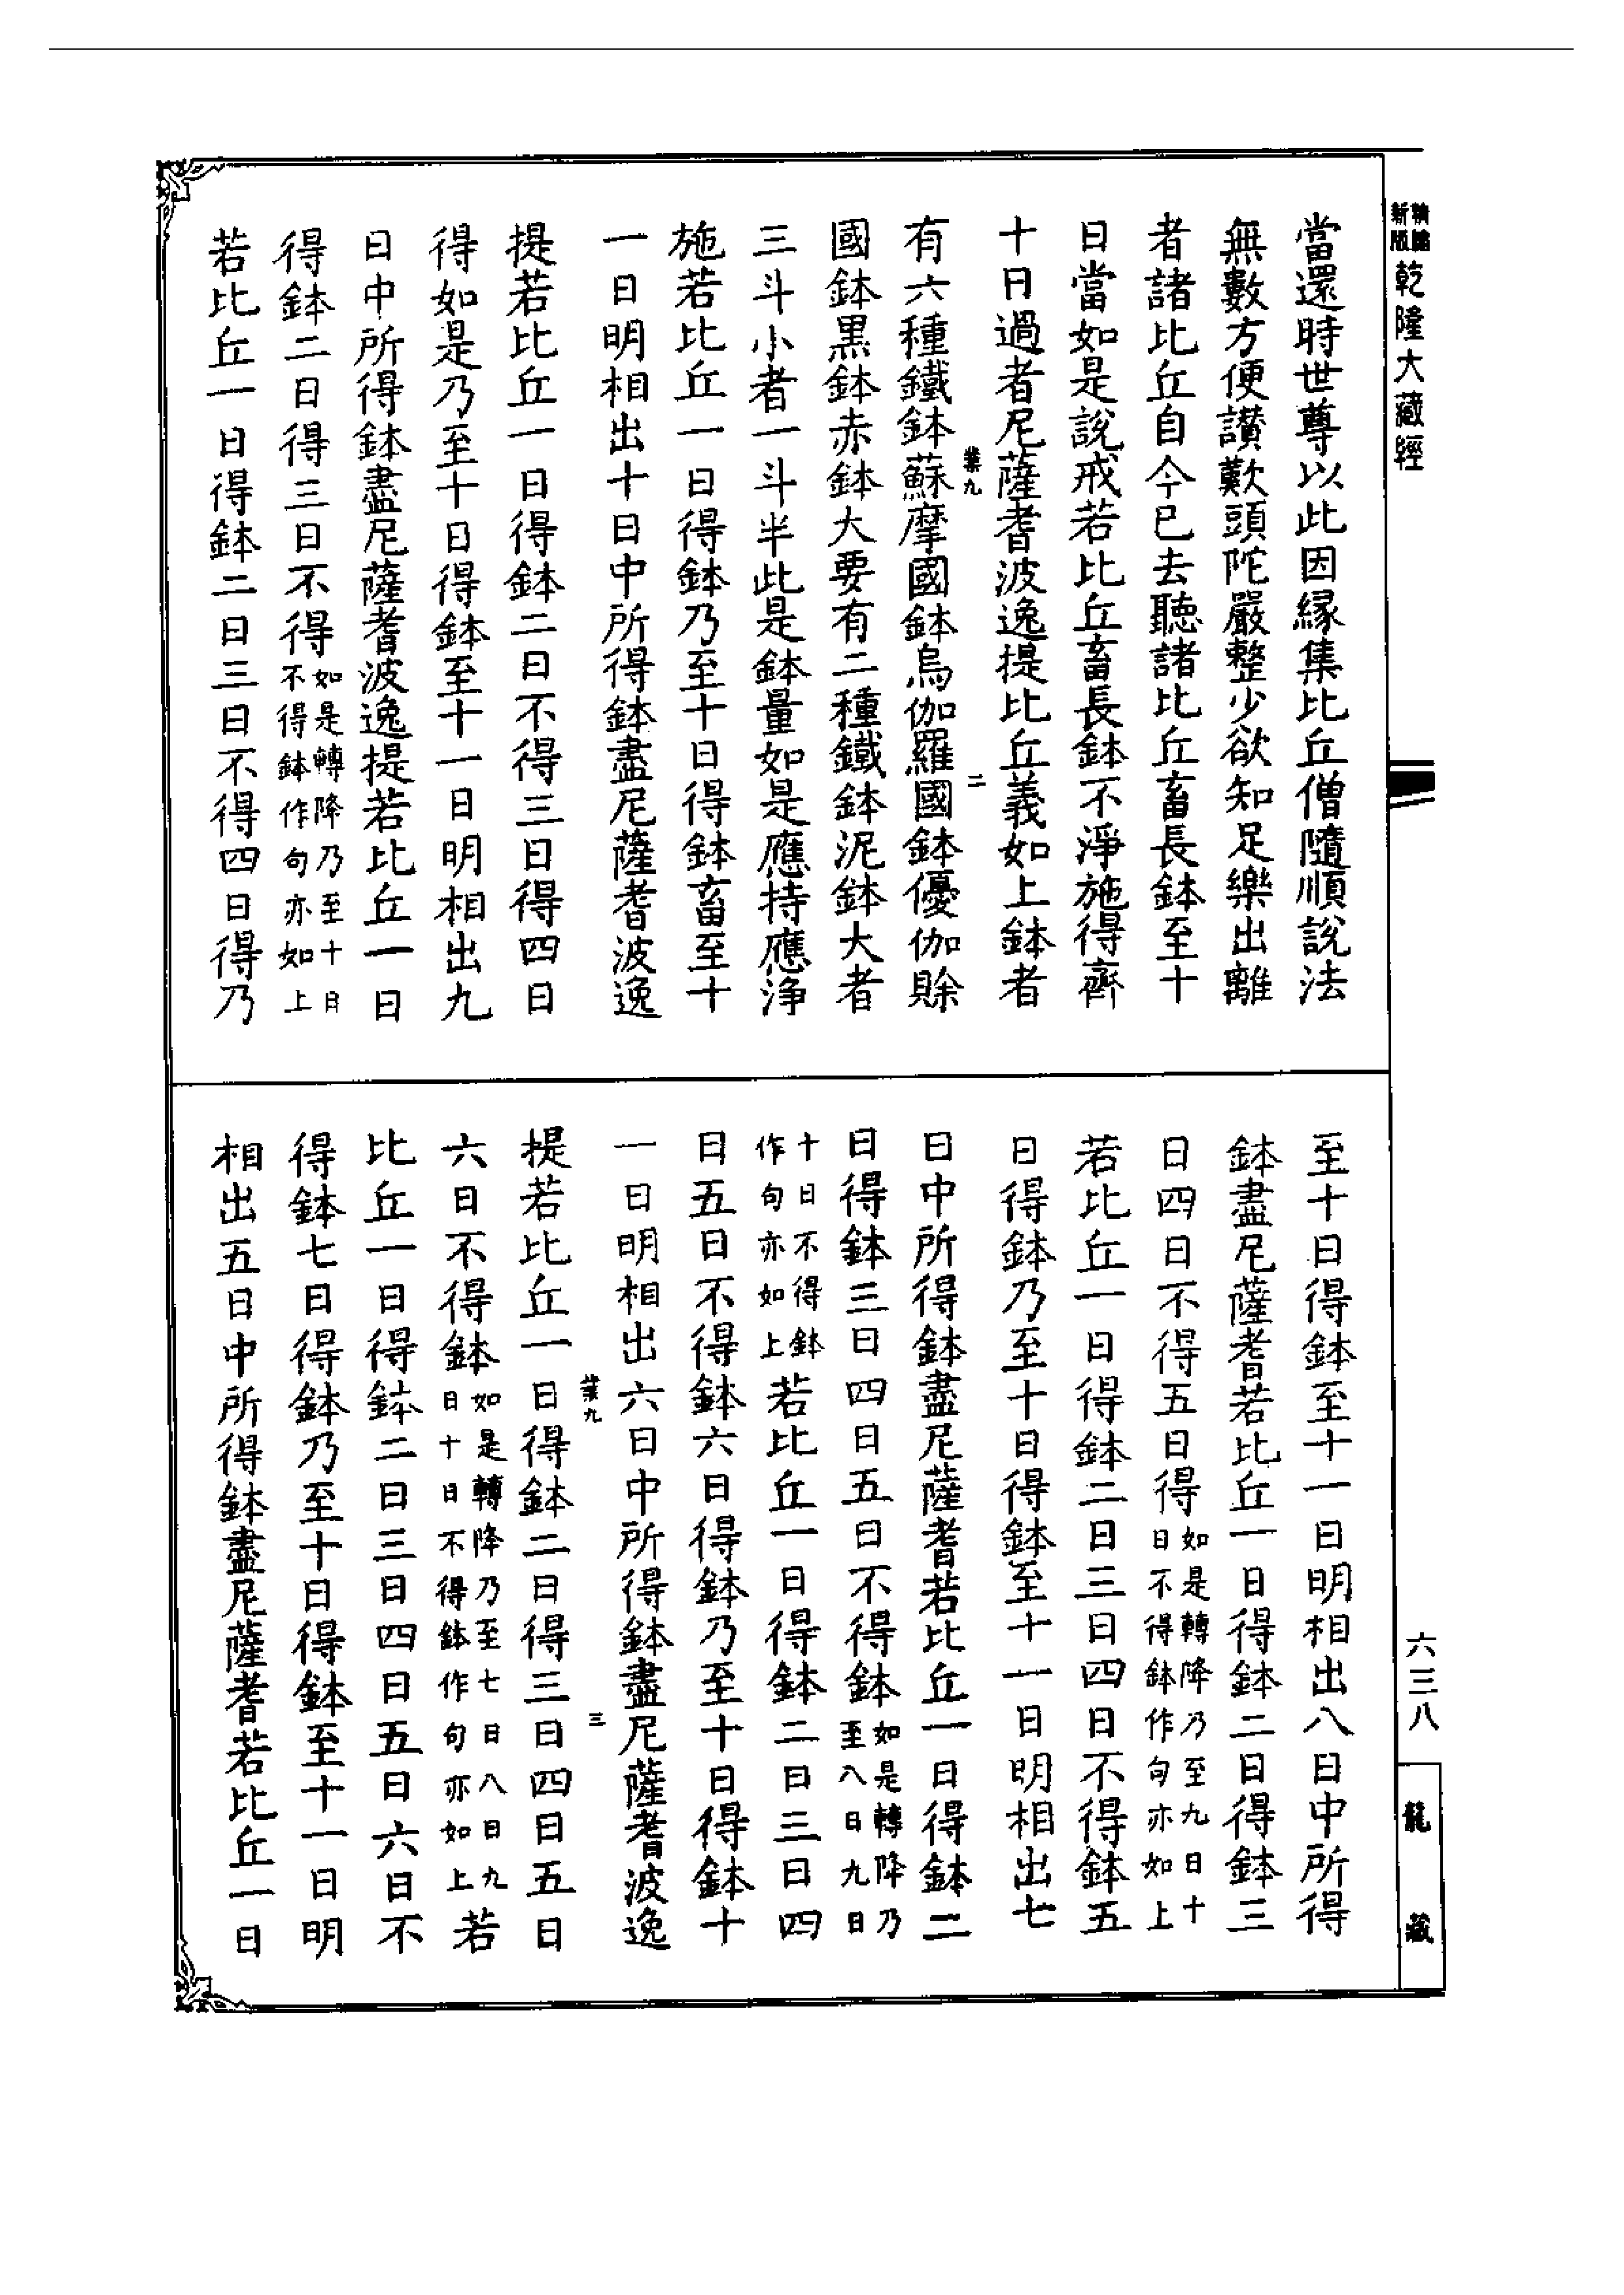 新版
精縮
乾隆大藏經
六三八
龍藏
當還時世尊以此因緣集比丘僧隨順說法
無數方便讃歎頭陀嚴整少欲知足樂出離
者諸比丘自今已去聽諸比丘畜長鉢至十
日當如是說戒若比丘畜長鉢不淨施得齊
十日過者尼薩耆波逸提比丘義如上鉢者
業九
二
有六種鐵鉢蘇摩國鉢烏伽羅國鉢優伽賒
國鉢黑鉢赤鉢大要有二種鐵鉢泥鉢大者
三斗小者一斗半此是鉢量如是應持應淨
施若比丘一日得鉢乃至十日得鉢畜至十
一日明相出十日中所得鉢盡尼薩耆波逸
提若比丘一日得鉢二日不得三日得四日
得如是乃至十日得鉢至十一日明相出九
日中所得鉢盡尼薩耆波逸提若比丘一日
得鉢二日得三日不得如是轉降乃至十日不得鉢作句亦如上
若比丘一日得鉢二日三日不得四日得乃
至十日得鉢至十一日明相出八日中所得
鉢盡尼薩耆若比丘一日得鉢二日得鉢三
日四日不得五日得如是轉降乃至九日十日不得鉢作句亦如上
若比丘一日得鉢二日三日四日不得鉢五
日得鉢乃至十日得鉢至十一日明相出七
日中所得鉢盡尼薩耆若比丘一日得鉢二
日得鉢三日四日五日不得鉢如是轉降乃至八日九日
十日不得鉢作句亦如上若比丘一日得鉢二日三日四
日五日不得鉢六日得鉢乃至十日得鉢十
一日明相出六日中所得鉢盡尼薩耆波逸
業九
三
提若比丘一日得鉢二日得三日四日五日
六日不得鉢如是轉降乃至七日八日九日十日不得鉢作句亦如上若
比丘一日得鉢二日三日四日五日六日不
得鉢七日得鉢乃至十日得鉢至十一日明
相出五日中所得鉢盡尼薩耆若比丘一日